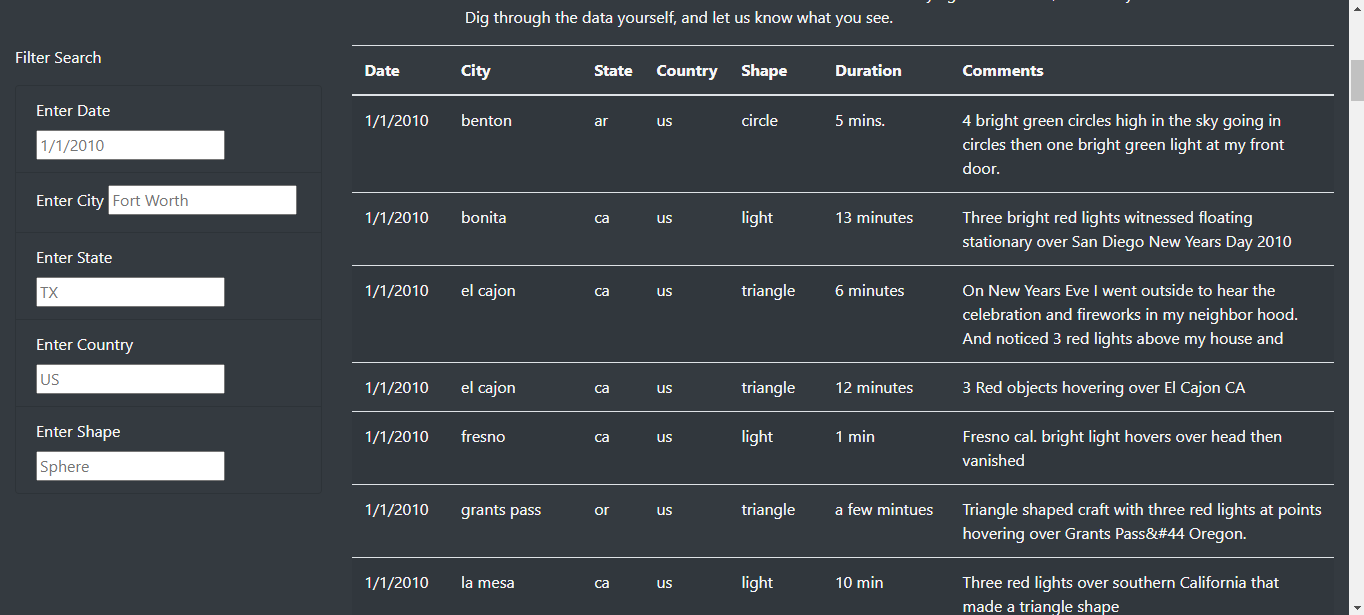 Dig through the data yourself, and let us know what you see.
Filter Search
Enter Date
1/1/2010
Enter City Fort Worth
Enter State
TX
Enter Country
US
Enter Shape
Sphere
Date City State Country Shape Duration Comments
1/1/2010 benton ar us circle 5 mins. 4 bright green circles high in the sky going in
circles then one bright green light at my front
door.
1/1/2010 bonita ca us light 13 minutes Three bright red lights witnessed floating
stationary over San Diego New Years Day 2010
1/1/2010 el cajon ca us triangle 6 minutes On New Years Eve I went outside to hear the
celebration and fireworks in my neighbor hood.
And noticed 3 red lights above my house and
1/1/2010 el cajon ca us triangle 12 minutes 3 Red objects hovering over El Cajon CA
1/1/2010 fresno ca us light 1 min Fresno cal. bright light hovers over head then
vanished
1/1/2010 grants pass or us triangle a few mintues Triangle shaped craft with three red lights at points
hovering over Grants Pass&#44 Oregon.
1/1/2010 la mesa ca us light 10 min Three red lights over southern California that
made a triangle shape